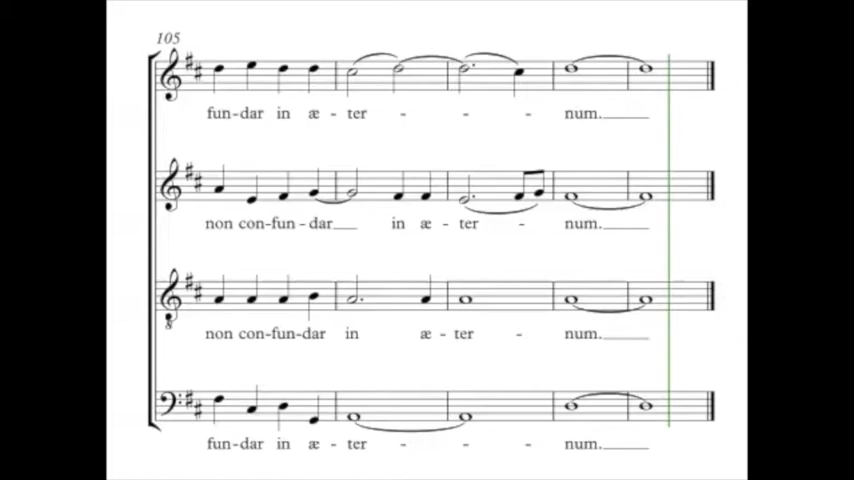 105
fun-dar in æ - ter - - - num.
non con-fun-dar in æ - ter - num.
8
non con-fun-dar in æ - ter - num.
fun-dar in æ - ter - - - num.